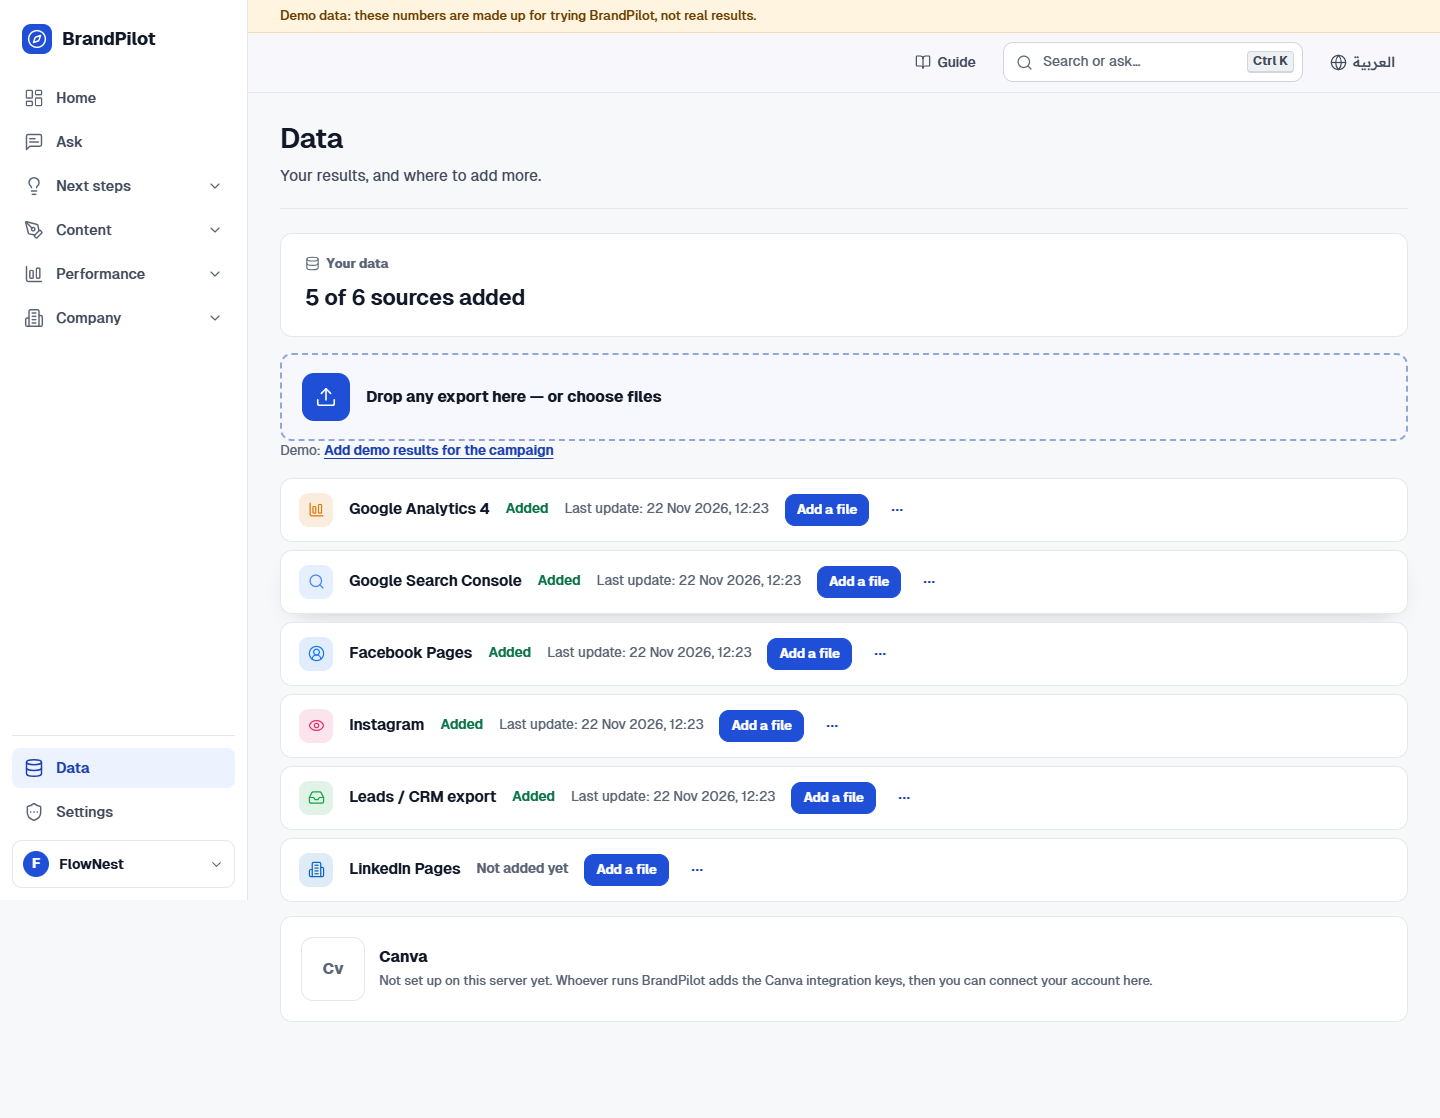 Demo data: these numbers are made up for trying BrandPilot, not real results.
BrandPilot
Guide
Search or ask...
Ctrl K
العربية
Home
Ask
Next steps
Content
Performance
Company
Data
Settings
F FlowNest
Data
Your results, and where to add more.
Your data
5 of 6 sources added
Drop any export here — or choose files
Demo: Add demo results for the campaign
Google Analytics 4 Added Last update: 22 Nov 2026, 12:23 Add a file ...
Google Search Console Added Last update: 22 Nov 2026, 12:23 Add a file ...
Facebook Pages Added Last update: 22 Nov 2026, 12:23 Add a file ...
Instagram Added Last update: 22 Nov 2026, 12:23 Add a file ...
Leads / CRM export Added Last update: 22 Nov 2026, 12:23 Add a file ...
LinkedIn Pages Not added yet Add a file ...
Cv
Canva
Not set up on this server yet. Whoever runs BrandPilot adds the Canva integration keys, then you can connect your account here.